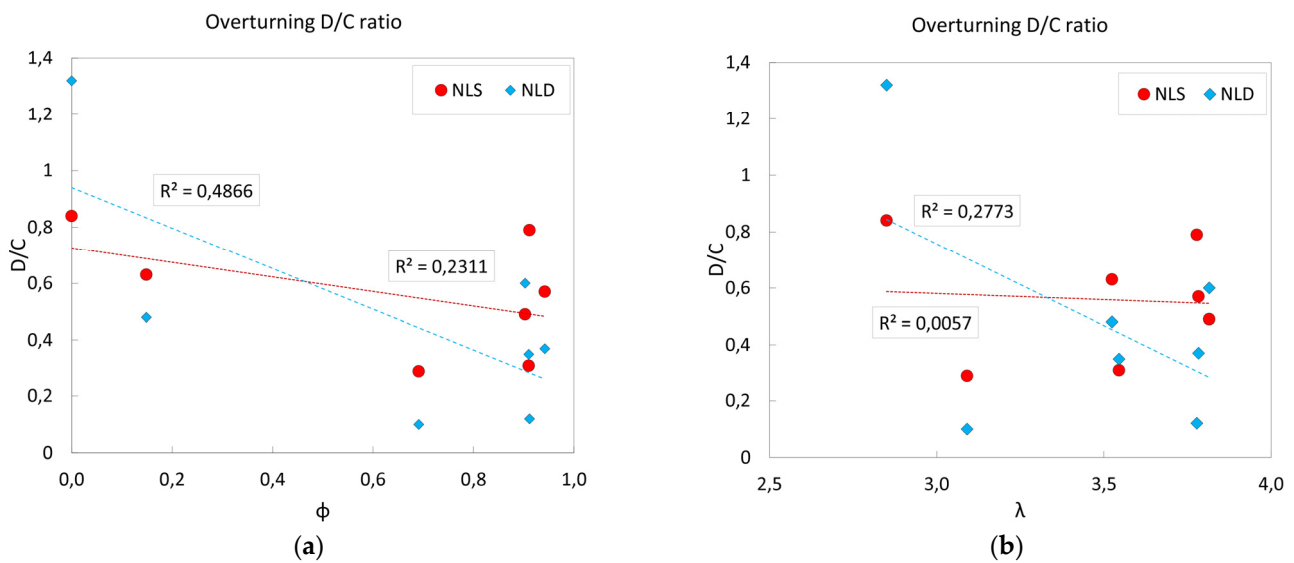 Overturning D/C ratio
1,4
1,2
1
0,8
0,6
0,4
0,2
0
D/C
NLS NLD
R² = 0,4866
R² = 0,2311
0,0 0,2 0,4 0,6 0,8 1,0
ϕ
(a)
Overturning D/C ratio
1,4
1,2
1
0,8
0,6
0,4
0,2
0
D/C
NLS NLD
R² = 0,2773
R² = 0,0057
2,5 3,0 3,5 4,0
λ
(b)